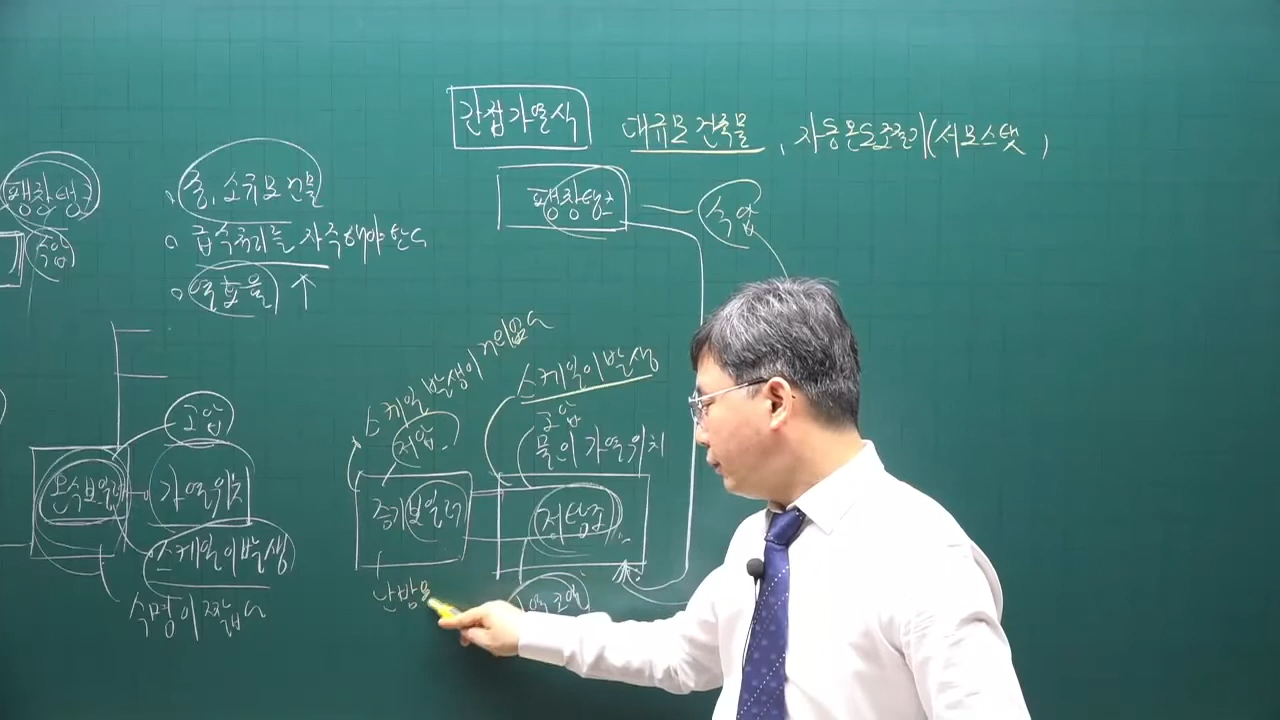 간접가열식
대규모 건축물, 자동온도조절기(서모스탯,
팽창탱크
수압
중, 소규모건물
급수처리를 자주해야한다
열효율 ↑
팽창탱크
수압
고압
온수보일러
가열위치
스케일이발생
수명이 짧다
스케일 발생이 거의없다
저압
증기보일러
난방용
스케일이발생
고압
물의 가열위치
저탕조